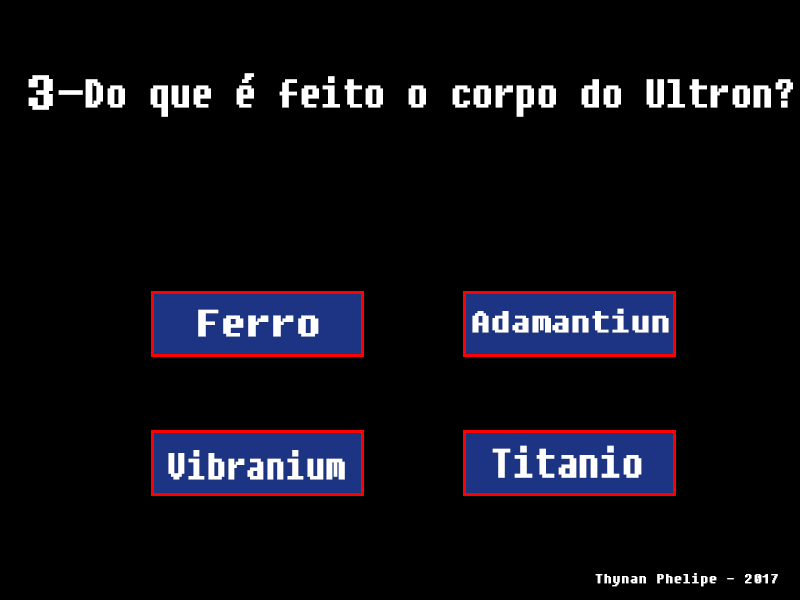 3-Do que é feito o corpo do Ultron?
Ferro
Adamantiun
Vibranium
Titanio
Thynan Phelipe - 2017